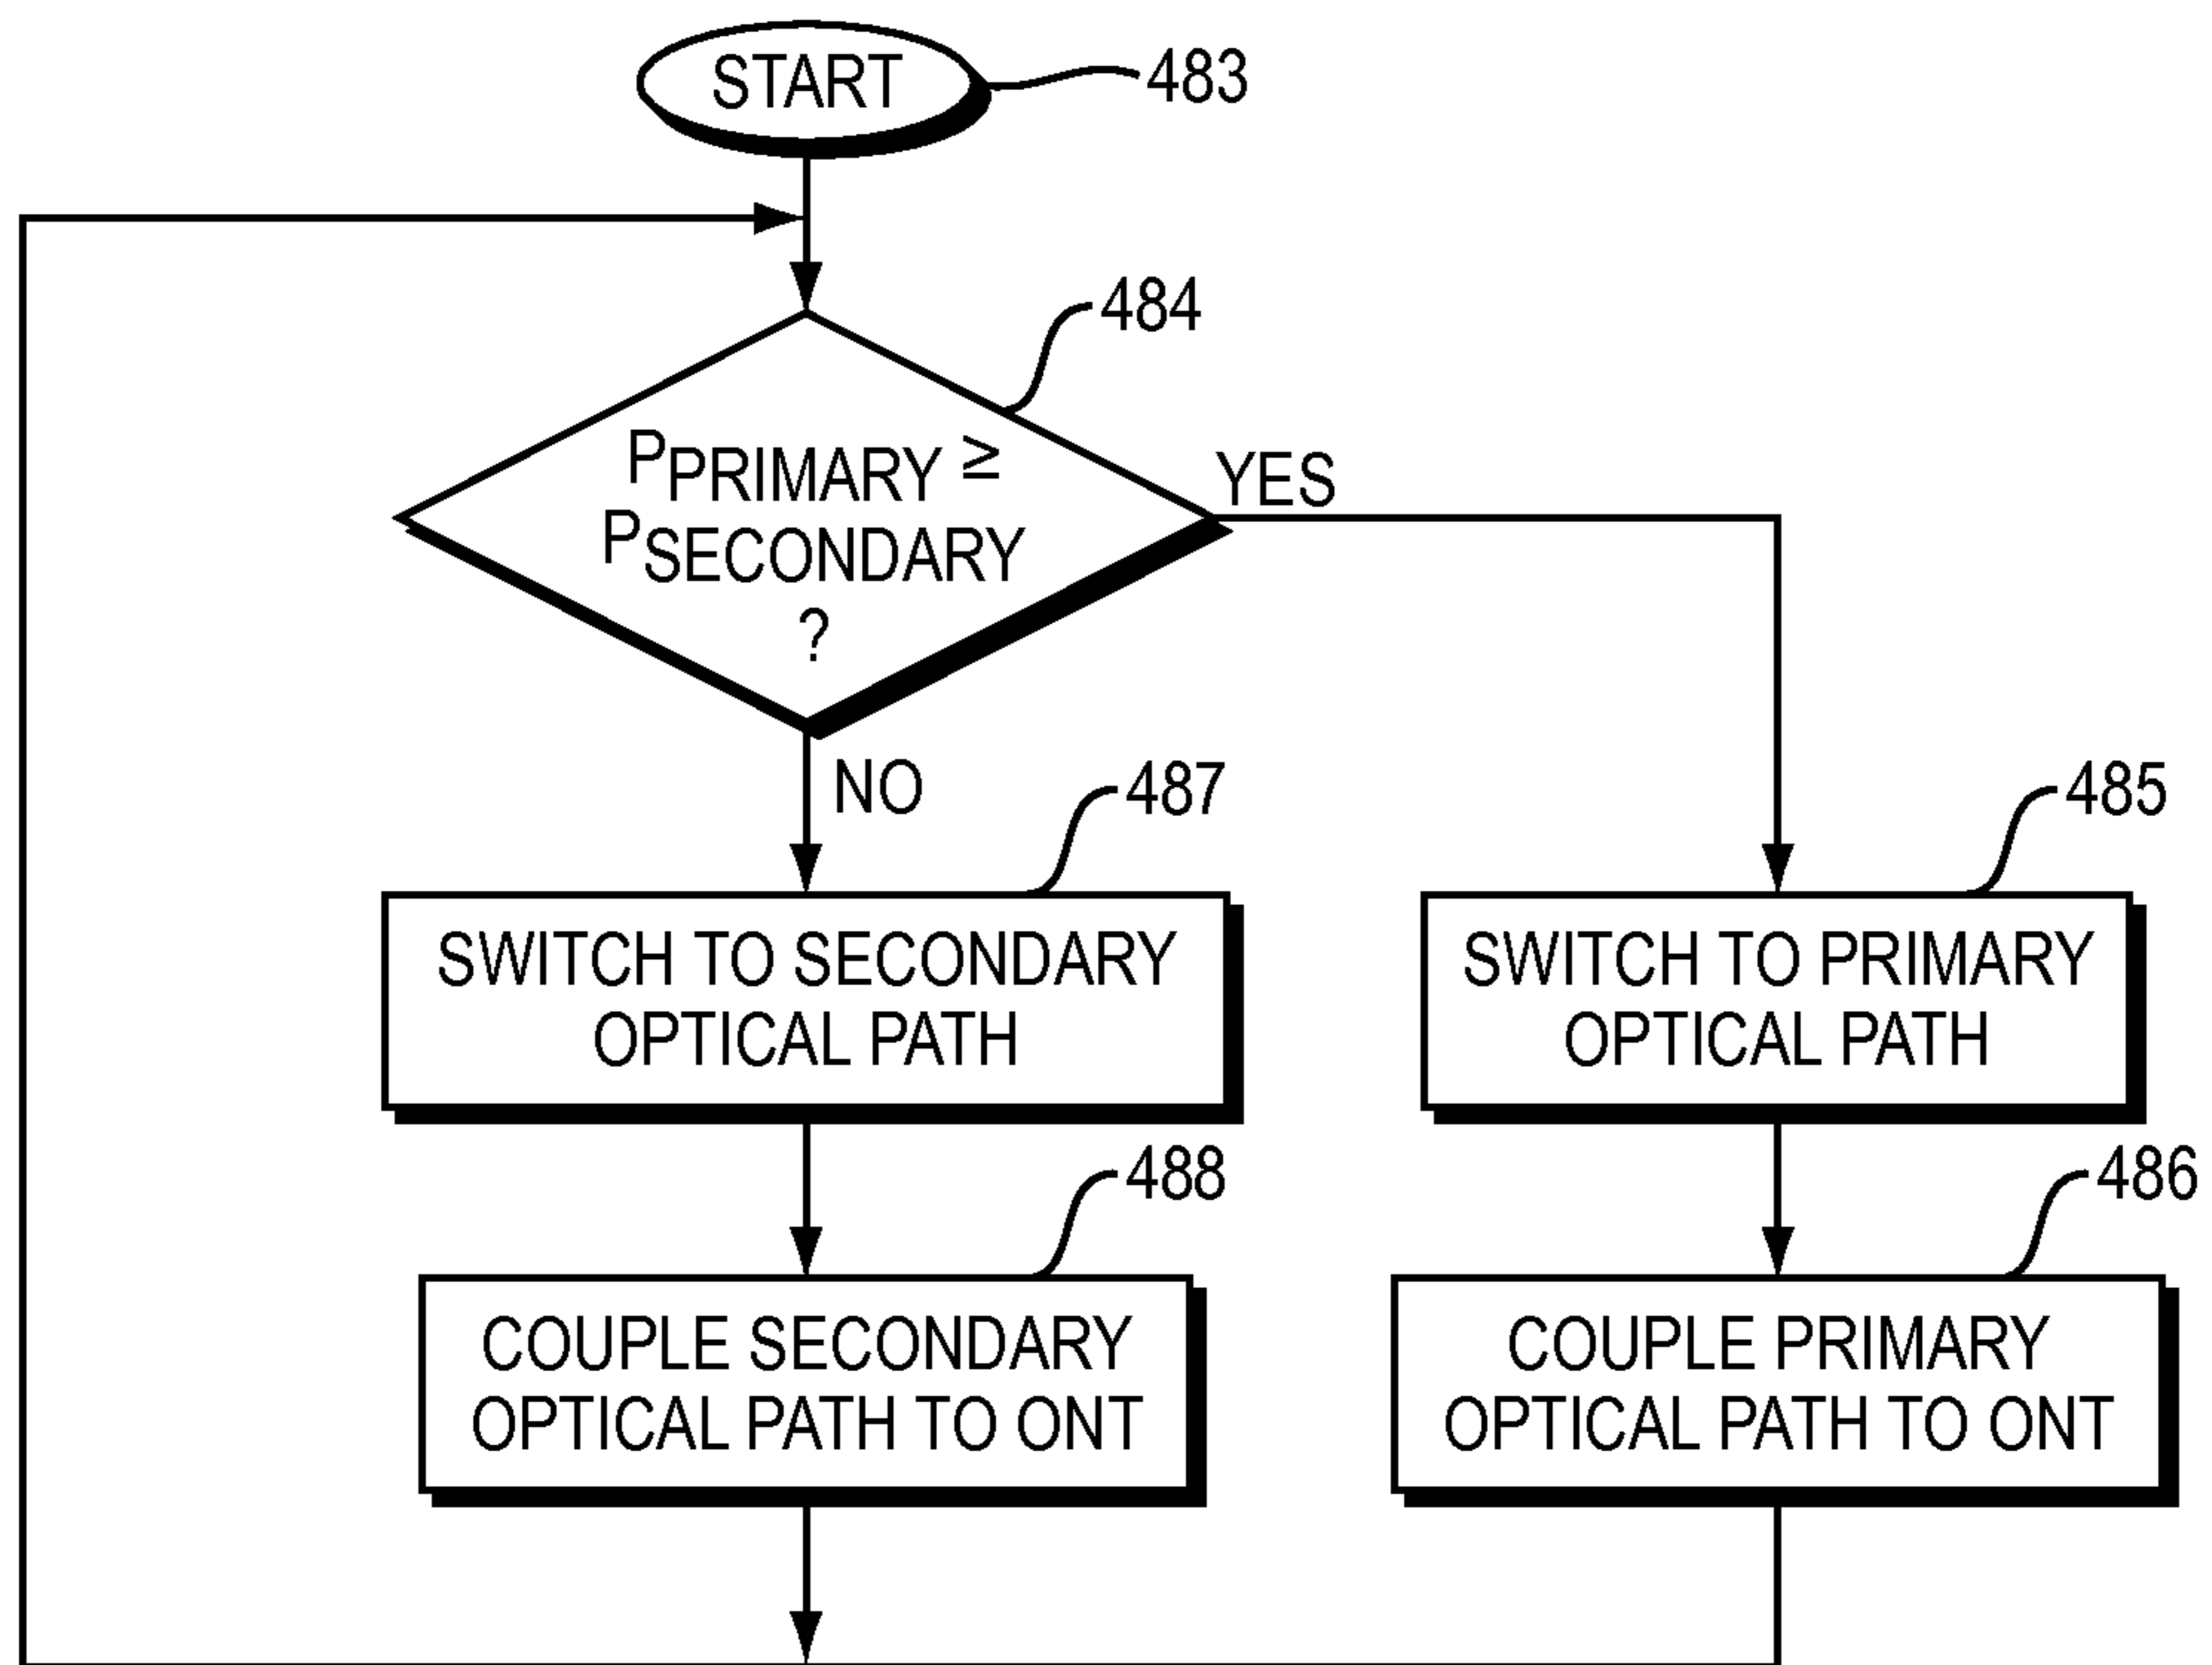 START
483
484
PPRIMARY ≥
PSECONDARY
?
YES
NO
487
485
SWITCH TO SECONDARY
OPTICAL PATH
SWITCH TO PRIMARY
OPTICAL PATH
488
486
COUPLE SECONDARY
OPTICAL PATH TO ONT
COUPLE PRIMARY
OPTICAL PATH TO ONT